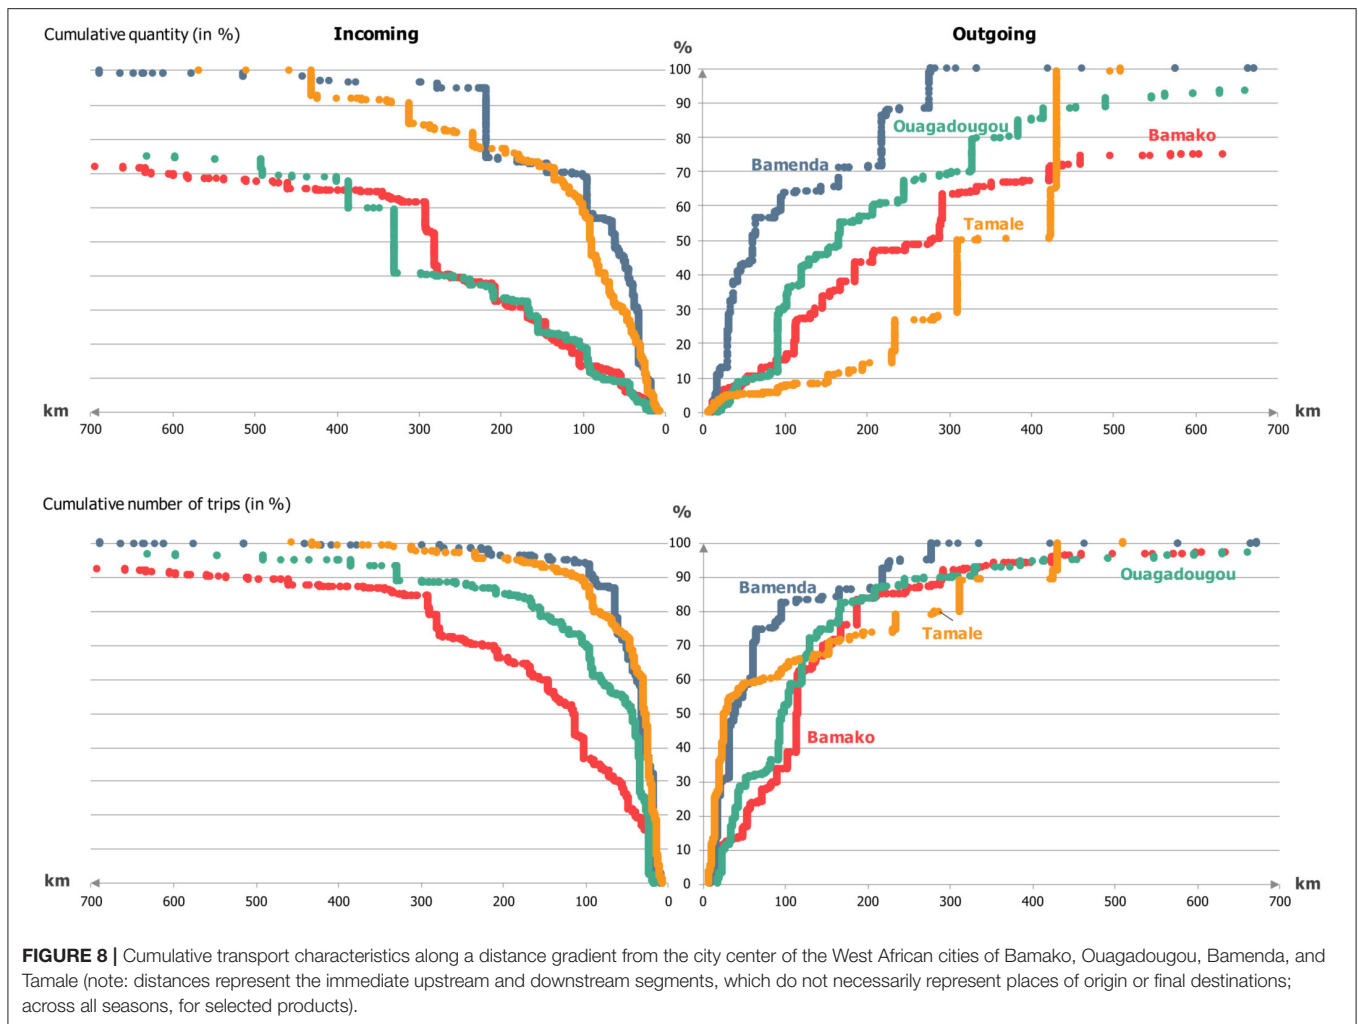 Cumulative quantity (in %)
Incoming
Outgoing
%
100
90
80
70
60
50
40
30
20
10
0
Ouagadougou
Bamako
Bamenda
Tamale
km
700 600 500 400 300 200 100 0
0 100 200 300 400 500 600 700
km
Cumulative number of trips (in %)
%
100
90
80
70
60
50
40
30
20
10
0
Bamenda
Ouagadougou
Tamale
Bamako
km
700 600 500 400 300 200 100 0
0 100 200 300 400 500 600 700
km
FIGURE 8 | Cumulative transport characteristics along a distance gradient from the city center of the West African cities of Bamako, Ouagadougou, Bamenda, and
Tamale (note: distances represent the immediate upstream and downstream segments, which do not necessarily represent places of origin or final destinations;
across all seasons, for selected products).